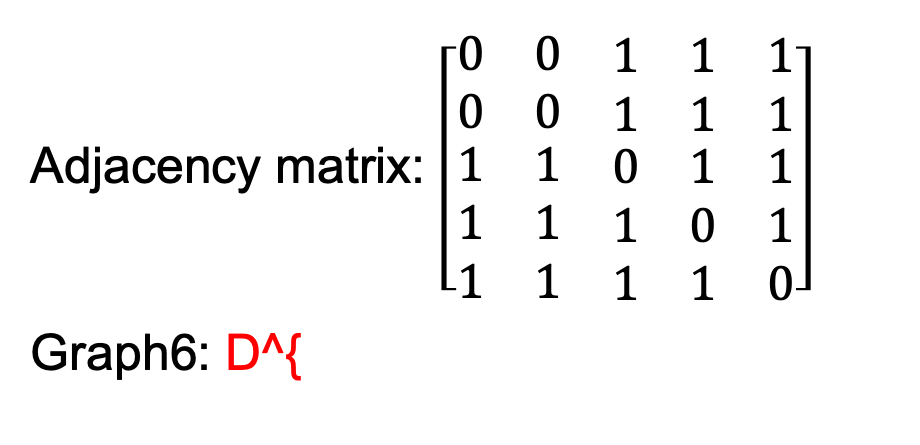 0 0 1 1 1
0 0 1 1 1
Adjacency matrix: 1 1 0 1 1
1 1 1 0 1
1 1 1 1 0
Graph6: D^{